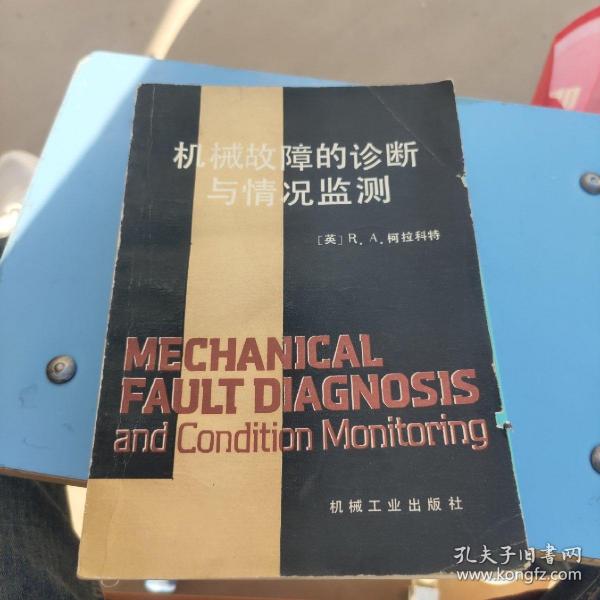 机械故障的诊断
与情况监测
[英] R. A. 柯拉科特
MECHANICAL
FAULT DIAGNOSIS
and Condition Monitoring
机械工业出版社
孔夫子旧书网
www.kongfz.com